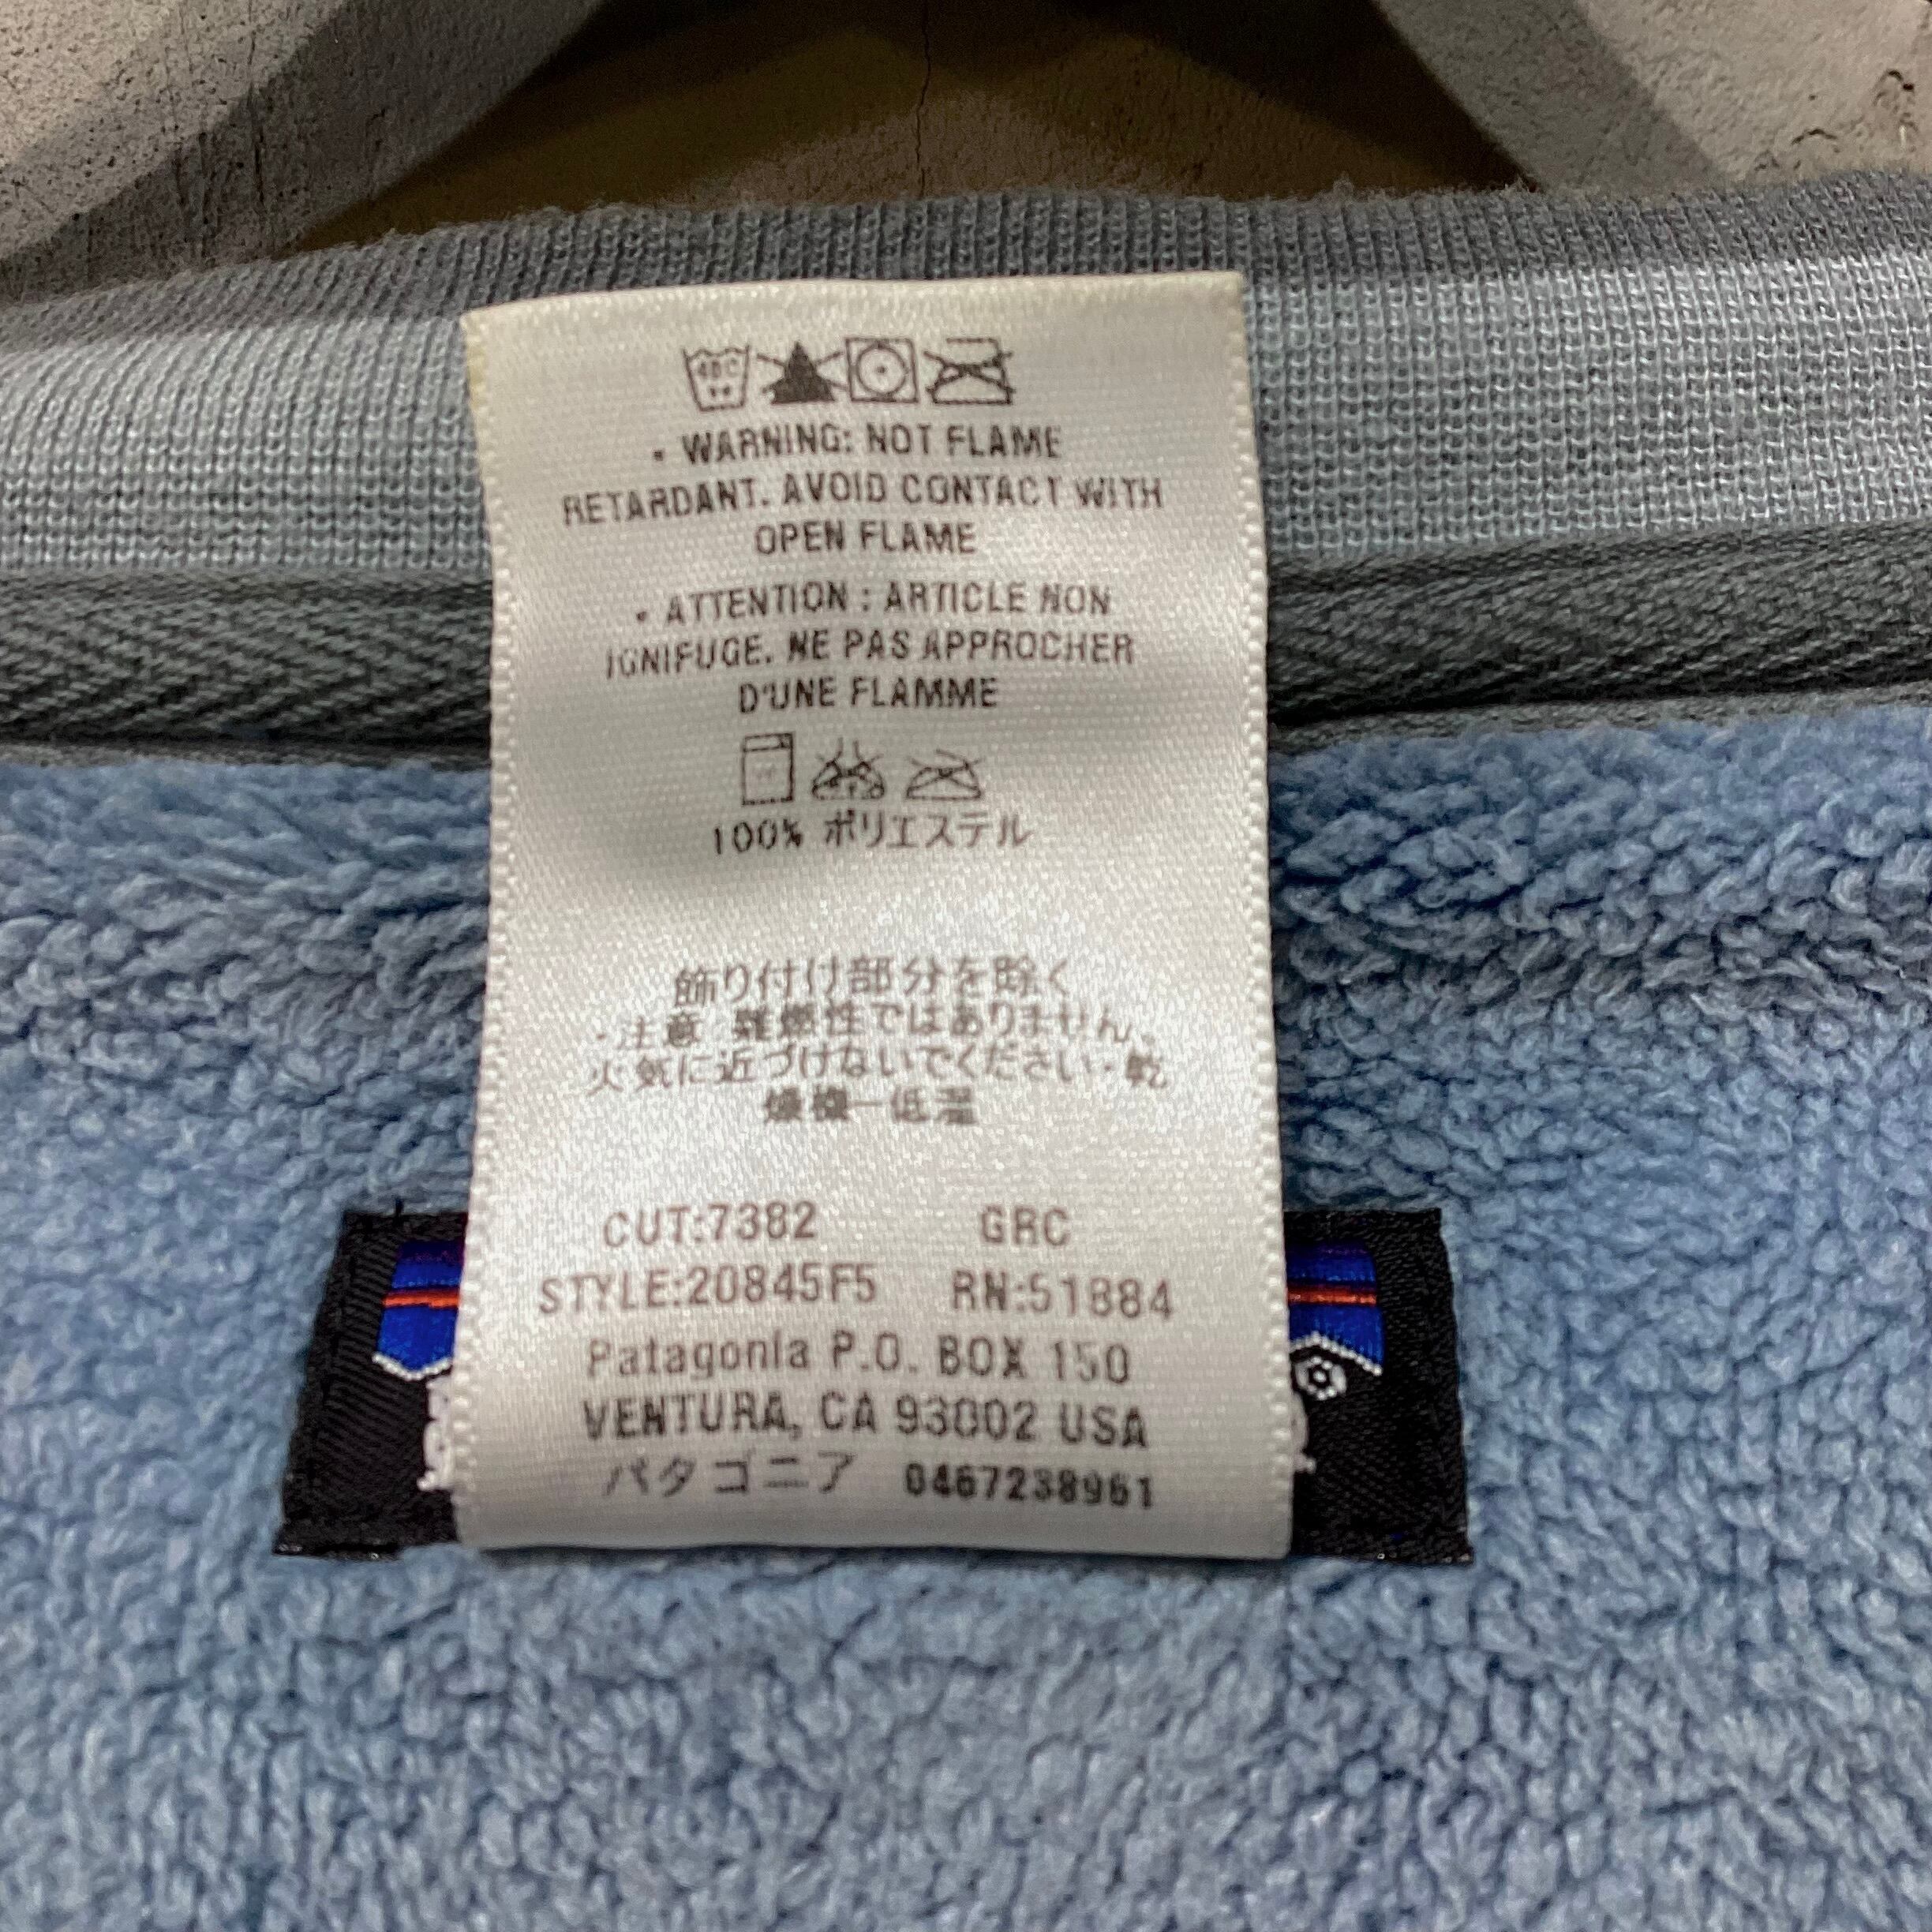 40C
• WARNING: NOT FLAME
RETARDANT. AVOID CONTACT WITH
OPEN FLAME
• ATTENTION : ARTICLE NON
IGNIFUGE. NE PAS APPROCHER
D'UNE FLAMME
100% ポリエステル
飾り付け部分を除く
・注意 難燃性ではありません、
火気に近づけないでください・乾
燥機ー低温
CUT:7382 GRC
STYLE:20845F5 RN:51884
Patagonia P.O. BOX 150
VENTURA, CA 93002 USA
パタゴニア 0467238961